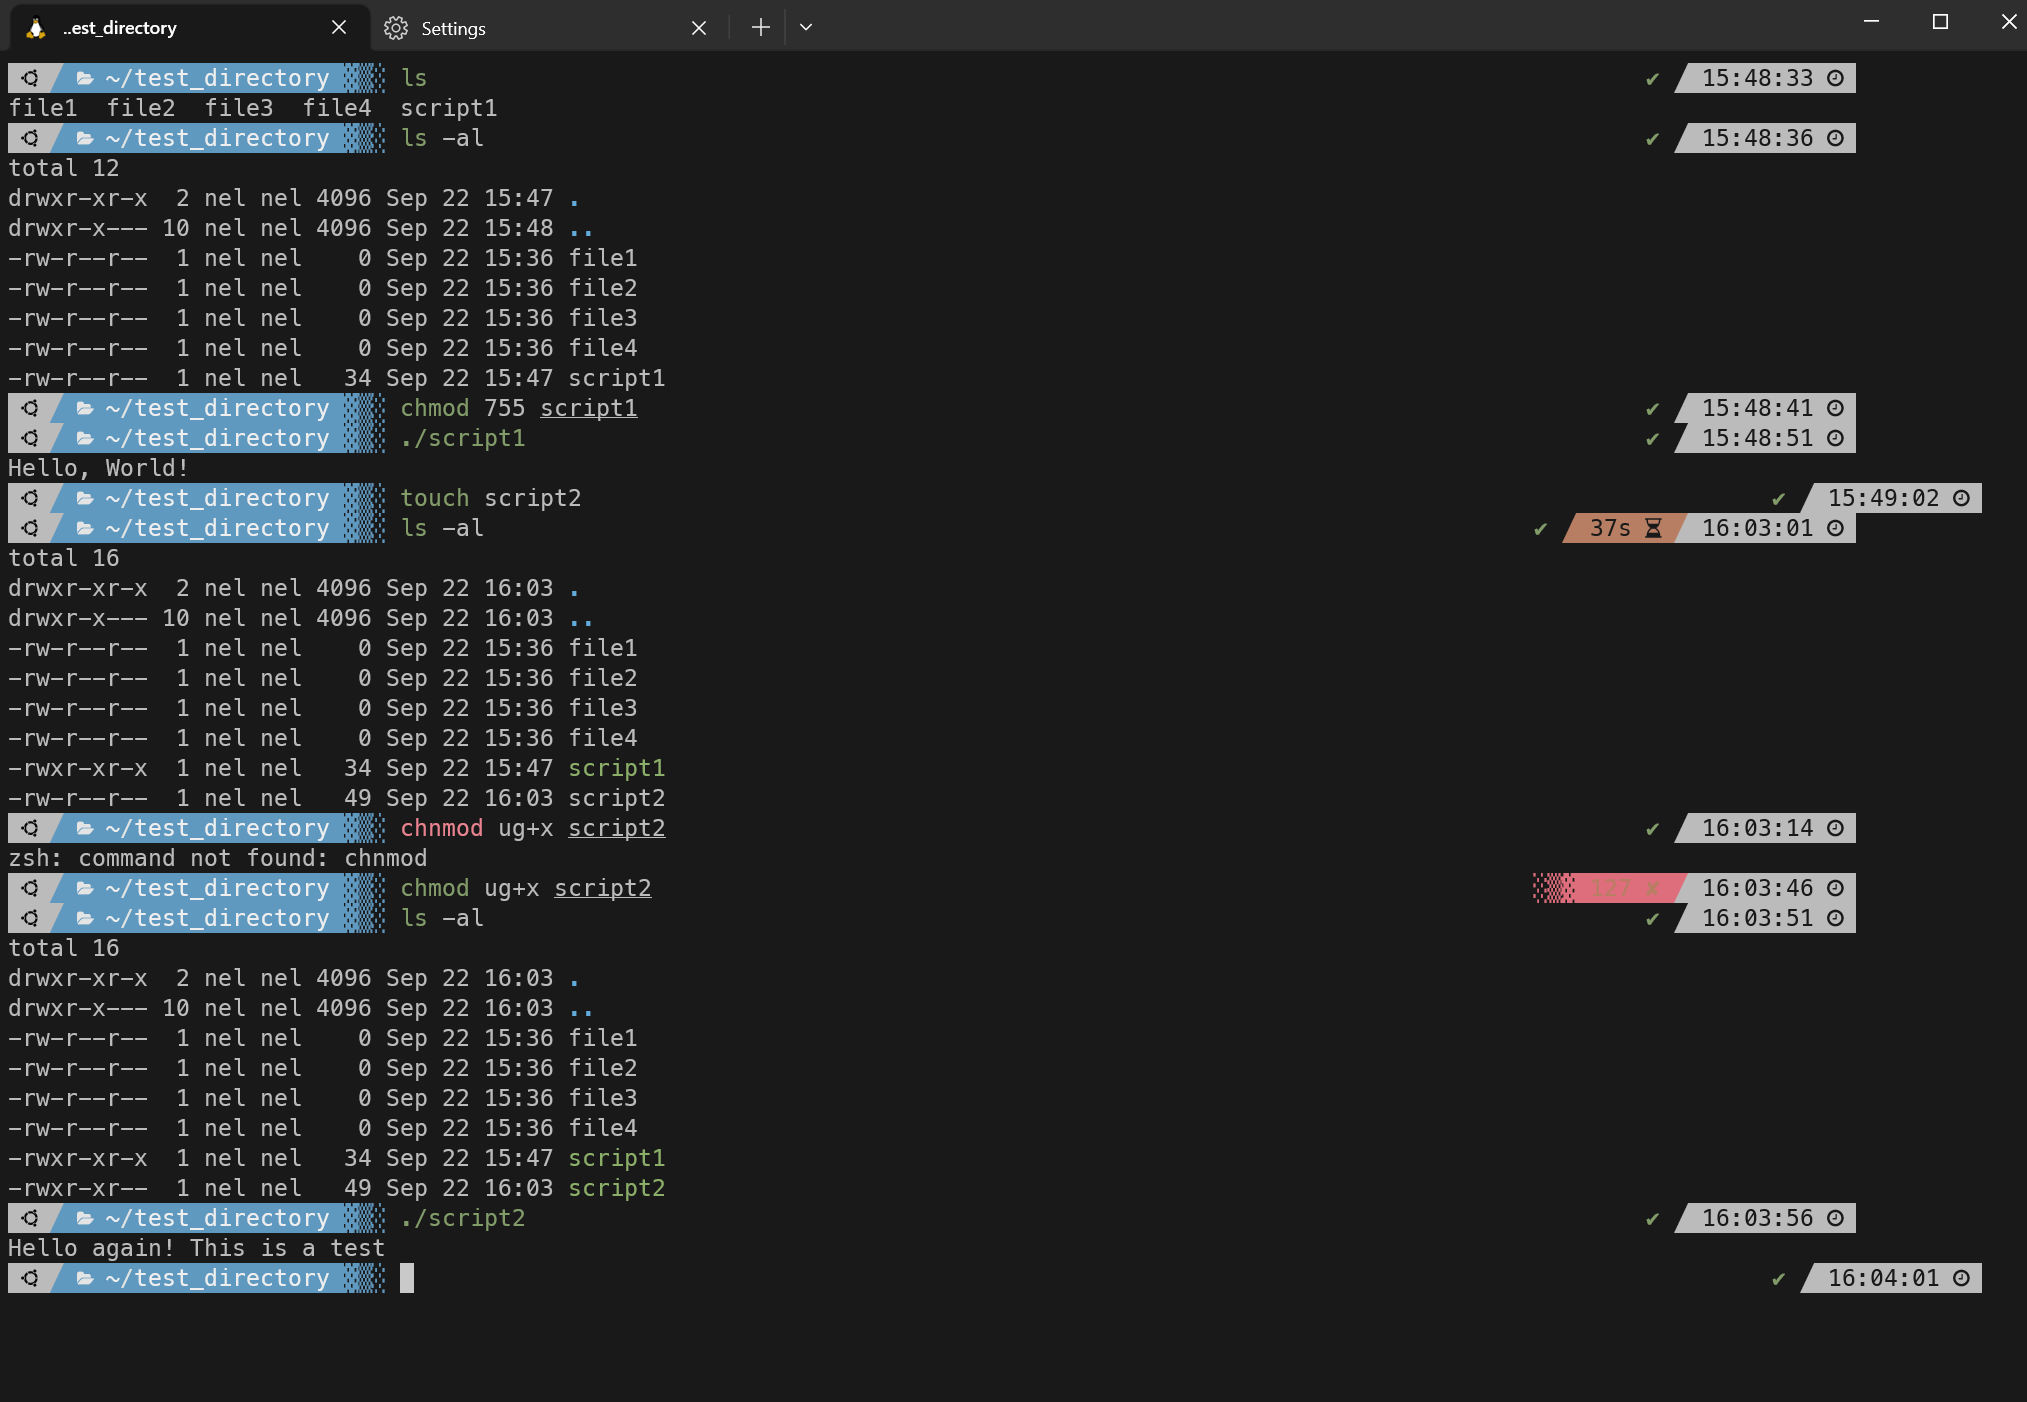 ..est_directory Settings
~/test_directory ls 15:48:33
file1  file2  file3  file4  script1
~/test_directory ls -al 15:48:36
total 12
drwxr-xr-x  2 nel nel 4096 Sep 22 15:47 .
drwxr-x--- 10 nel nel 4096 Sep 22 15:48 ..
-rw-r--r--  1 nel nel    0 Sep 22 15:36 file1
-rw-r--r--  1 nel nel    0 Sep 22 15:36 file2
-rw-r--r--  1 nel nel    0 Sep 22 15:36 file3
-rw-r--r--  1 nel nel    0 Sep 22 15:36 file4
-rw-r--r--  1 nel nel   34 Sep 22 15:47 script1
~/test_directory chmod 755 script1 ✔ 15:48:41
~/test_directory ./script1 ✔ 15:48:51
Hello, World!
~/test_directory touch script2 ✔ 15:49:02
~/test_directory ls -al ✔ 37s 16:03:01
total 16
drwxr-xr-x  2 nel nel 4096 Sep 22 16:03 .
drwxr-x--- 10 nel nel 4096 Sep 22 16:03 ..
-rw-r--r--  1 nel nel    0 Sep 22 15:36 file1
-rw-r--r--  1 nel nel    0 Sep 22 15:36 file2
-rw-r--r--  1 nel nel    0 Sep 22 15:36 file3
-rw-r--r--  1 nel nel    0 Sep 22 15:36 file4
-rwxr-xr-x  1 nel nel   34 Sep 22 15:47 script1
-rw-r--r--  1 nel nel   49 Sep 22 16:03 script2
~/test_directory chnmod ug+x script2 ✔ 16:03:14
zsh: command not found: chnmod
~/test_directory chmod ug+x script2 127 ✘ 16:03:46
~/test_directory ls -al ✔ 16:03:51
total 16
drwxr-xr-x  2 nel nel 4096 Sep 22 16:03 .
drwxr-x--- 10 nel nel 4096 Sep 22 16:03 ..
-rw-r--r--  1 nel nel    0 Sep 22 15:36 file1
-rw-r--r--  1 nel nel    0 Sep 22 15:36 file2
-rw-r--r--  1 nel nel    0 Sep 22 15:36 file3
-rw-r--r--  1 nel nel    0 Sep 22 15:36 file4
-rwxr-xr-x  1 nel nel   34 Sep 22 15:47 script1
-rwxr-xr--  1 nel nel   49 Sep 22 16:03 script2
~/test_directory ./script2 ✔ 16:03:56
Hello again! This is a test
~/test_directory ✔ 16:04:01